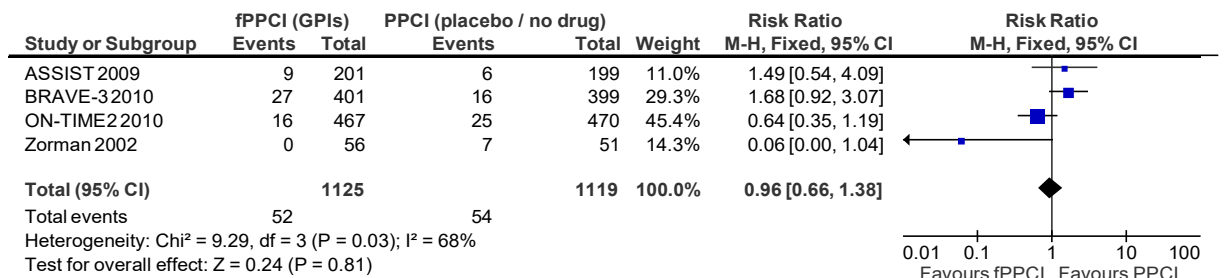 fPPCI (GPIs) PPCI (placebo / no drug) Risk Ratio Risk Ratio
Study or Subgroup Events Total Events Total Weight M-H, Fixed, 95% CI M-H, Fixed, 95% CI
ASSIST 2009 9 201 6 199 11.0% 1.49 [0.54, 4.09]
BRAVE-3 2010 27 401 16 399 29.3% 1.68 [0.92, 3.07]
ON-TIME2 2010 16 467 25 470 45.4% 0.64 [0.35, 1.19]
Zorman 2002 0 56 7 51 14.3% 0.06 [0.00, 1.04]
Total (95% CI) 1125 1119 100.0% 0.96 [0.66, 1.38]
Total events 52 54
Heterogeneity: Chi² = 9.29, df = 3 (P = 0.03); I² = 68%
Test for overall effect: Z = 0.24 (P = 0.81)
0.01 0.1 1 10 100
Favours fPPCI Favours PPCI